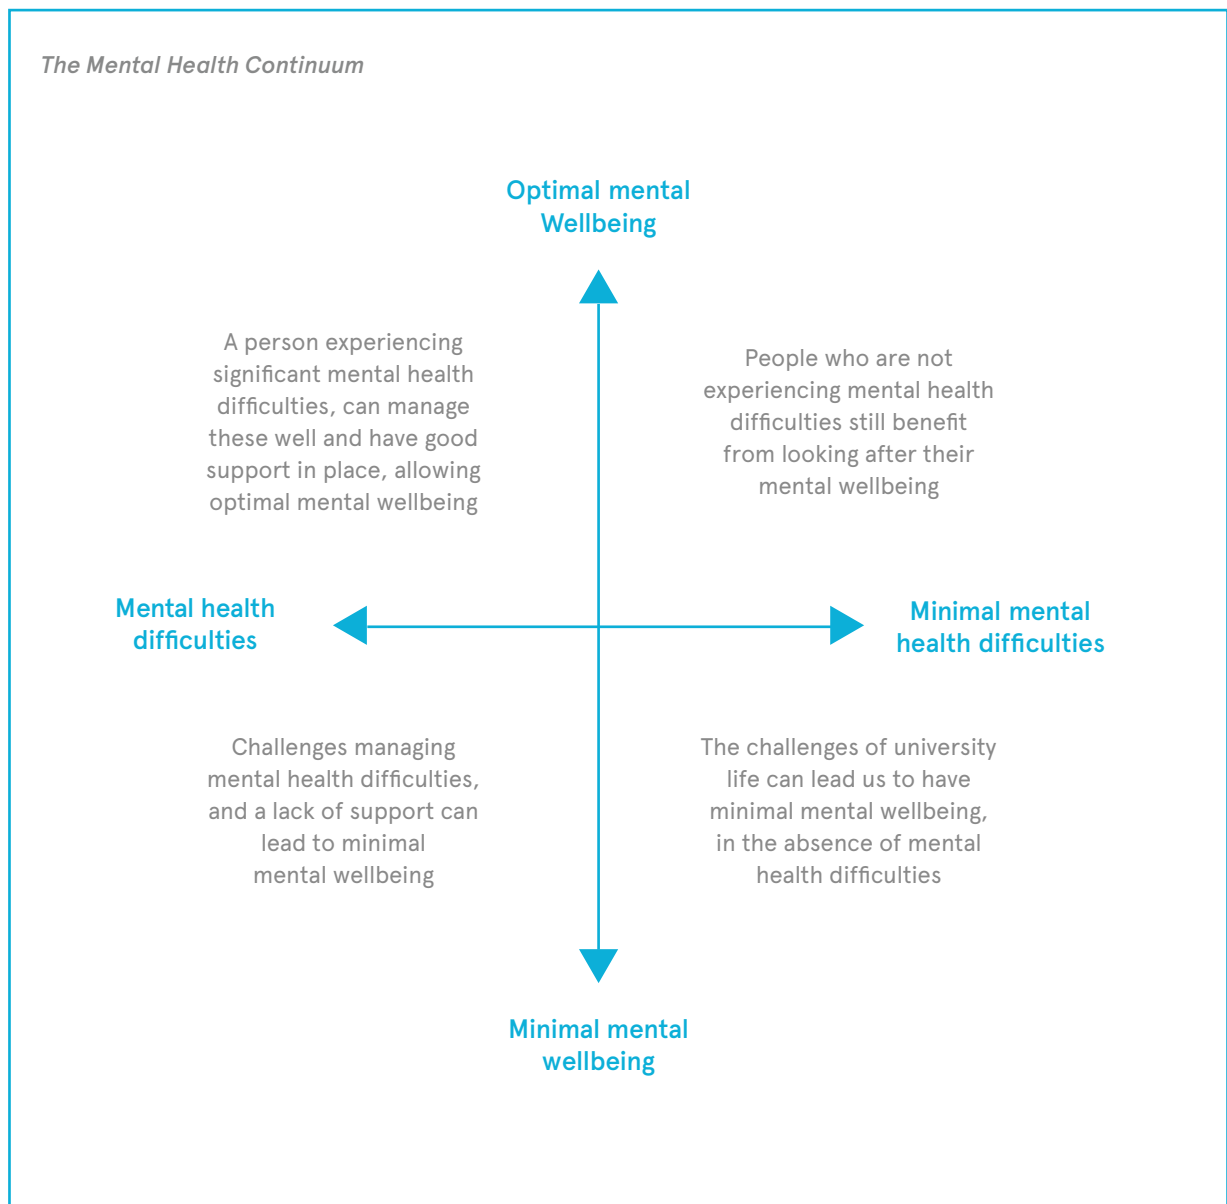 The Mental Health Continuum
Optimal mental
Wellbeing
A person experiencing
significant mental health
difficulties, can manage
these well and have good
support in place, allowing
optimal mental wellbeing
People who are not
experiencing mental health
difficulties still benefit
from looking after their
mental wellbeing
Mental health
difficulties
Minimal mental
health difficulties
Challenges managing
mental health difficulties,
and a lack of support can
lead to minimal
mental wellbeing
The challenges of university
life can lead us to have
minimal mental wellbeing,
in the absence of mental
health difficulties
Minimal mental
wellbeing